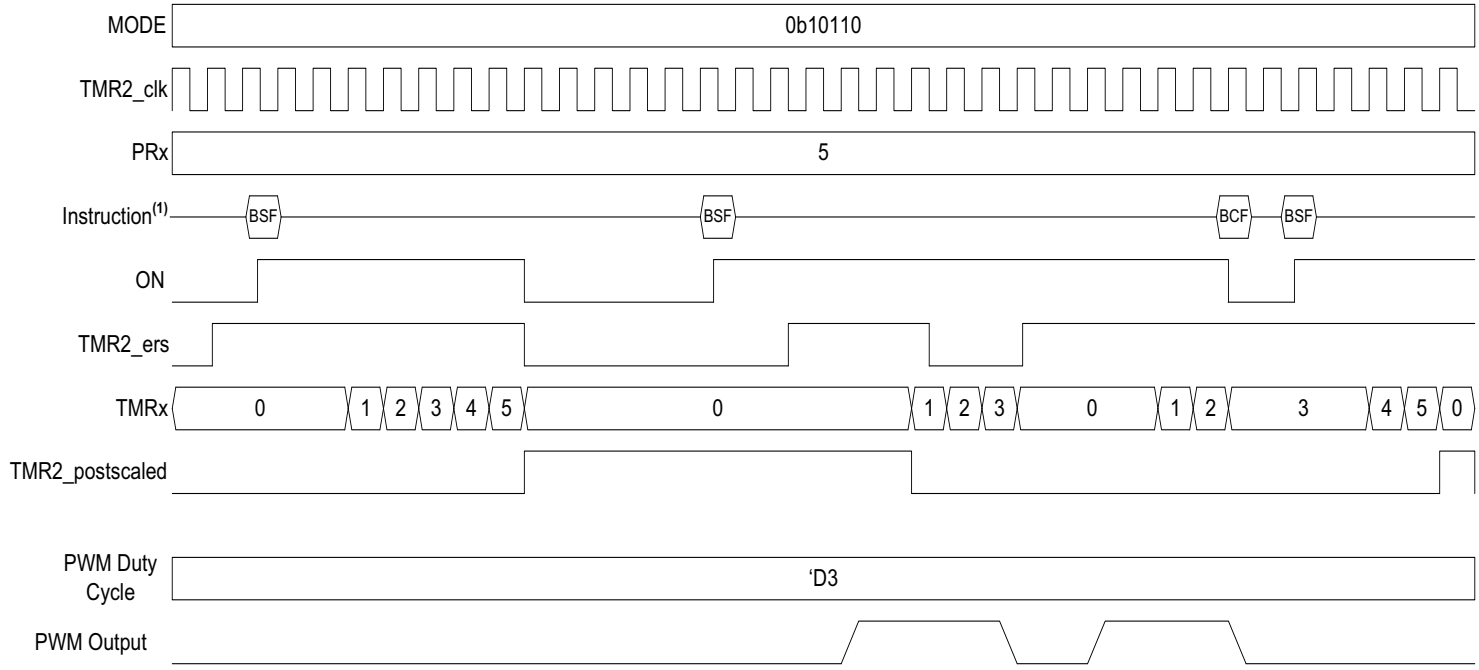 MODE 0b10110
TMR2_clk
PRx 5
Instruction(1) BSF BSF BCF BSF
ON
TMR2_ers
TMRx 0 1 2 3 4 5 0 1 2 3 0 1 2 3 4 5 0
TMR2_postscaled
PWM Duty
Cycle
‘D3
PWM Output